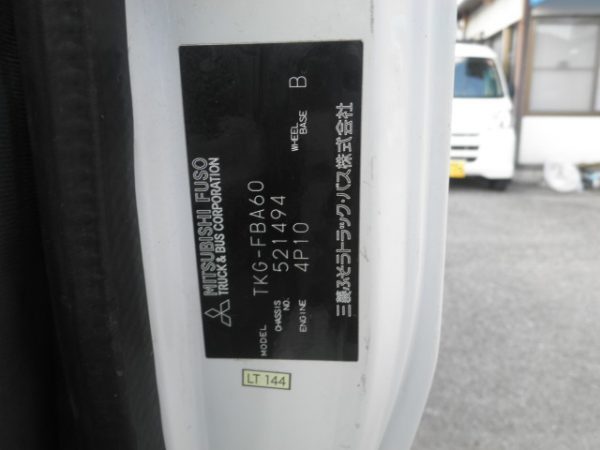 MITSUBISHI FUSO
TRUCK & BUS CORPORATION
MODEL TKG-FBA60
CHASSIS NO. 521494
ENGINE 4P10 WHEEL BASE B
三菱ふそうトラック・バス株式会社
LT 144